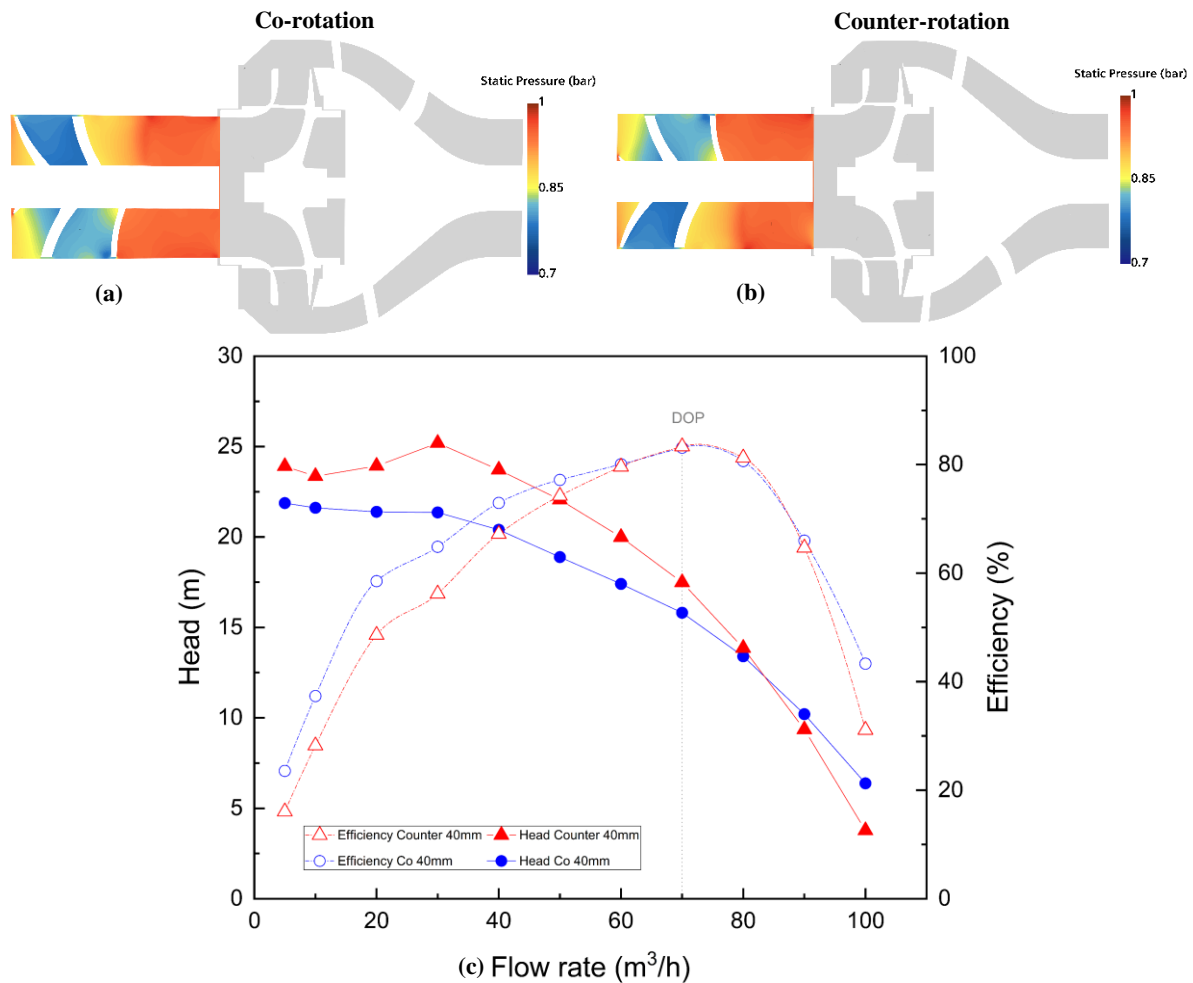 Co-rotation
Counter-rotation
Static Pressure (bar)
1
0.85
0.7
Static Pressure (bar)
1
0.85
0.7
(a)
(b)
30
25
20
15
10
5
0
Head (m)
100
80
60
40
20
0
Efficiency (%)
DOP
Efficiency Counter 40mm
Head Counter 40mm
Efficiency Co 40mm
Head Co 40mm
0
20
40
60
80
100
(c) Flow rate (m³/h)